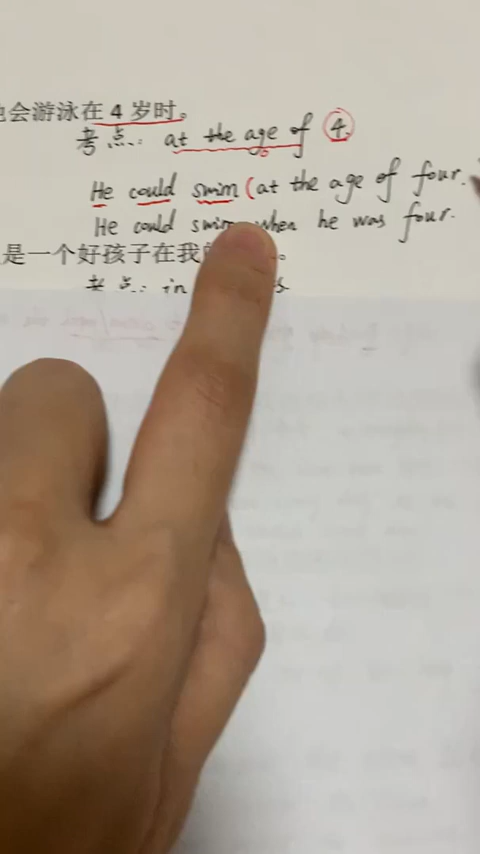 会游泳在 4 岁时。
考点: at the age of ④
He could swim (at the age of four.
He could swim when he was four.
是一个好孩子在我
考点: in